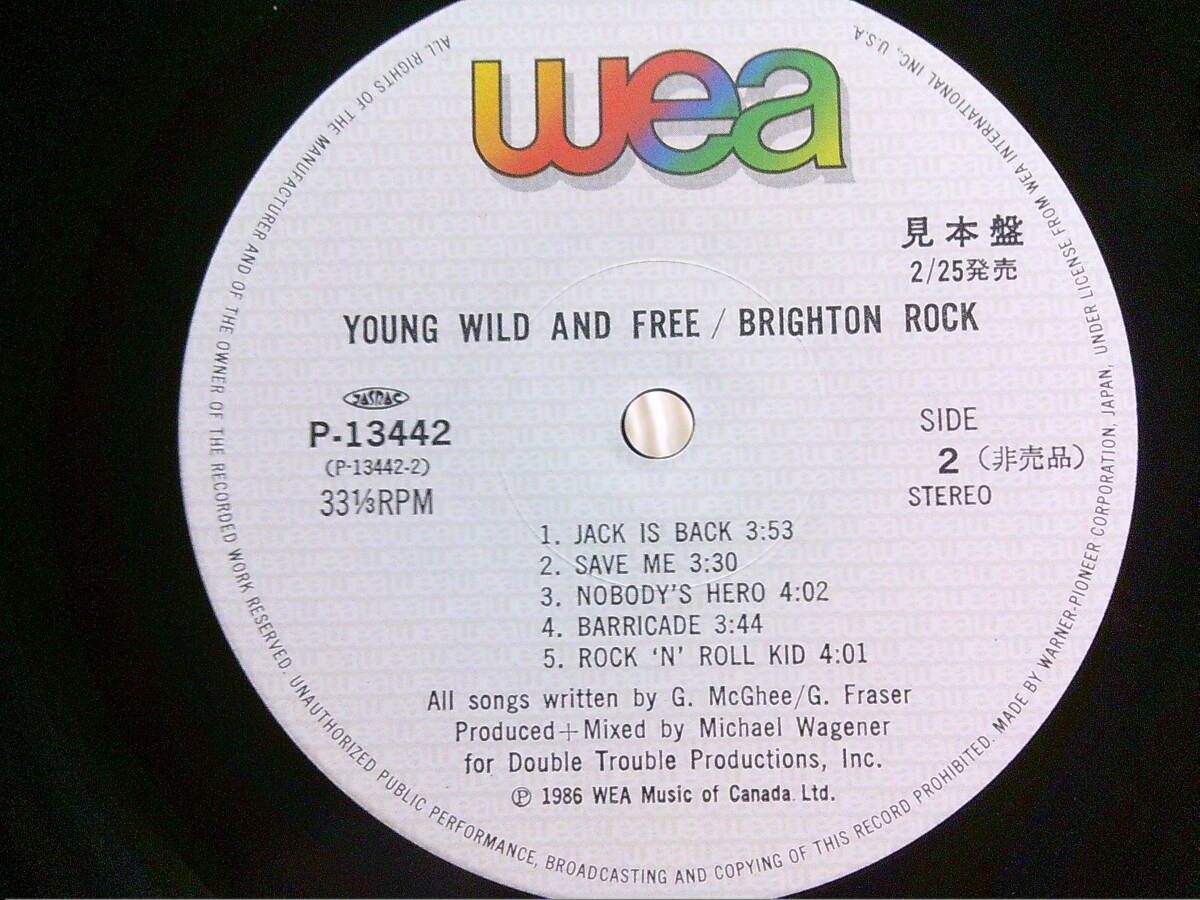 wea
見本盤
2/25発売
YOUNG WILD AND FREE / BRIGHTON ROCK
JASRAC
P-13442
(P-13442-2)
33⅓RPM
SIDE
2 (非売品)
STEREO
1. JACK IS BACK 3:53
2. SAVE ME 3:30
3. NOBODY'S HERO 4:02
4. BARRICADE 3:44
5. ROCK 'N' ROLL KID 4:01
All songs written by G. McGhee/G. Fraser
Produced+Mixed by Michael Wagener
for Double Trouble Productions, Inc.
℗ 1986 WEA Music of Canada Ltd.
ALL RIGHTS OF THE MANUFACTURER AND OF THE OWNER OF THE RECORDED WORK RESERVED. UNAUTHORIZED PUBLIC PERFORMANCE, BROADCASTING AND COPYING OF THIS RECORD PROHIBITED. MADE BY WARNER-PIONEER CORPORATION, JAPAN, UNDER LICENSE FROM WEA INTERNATIONAL INC., U.S.A.